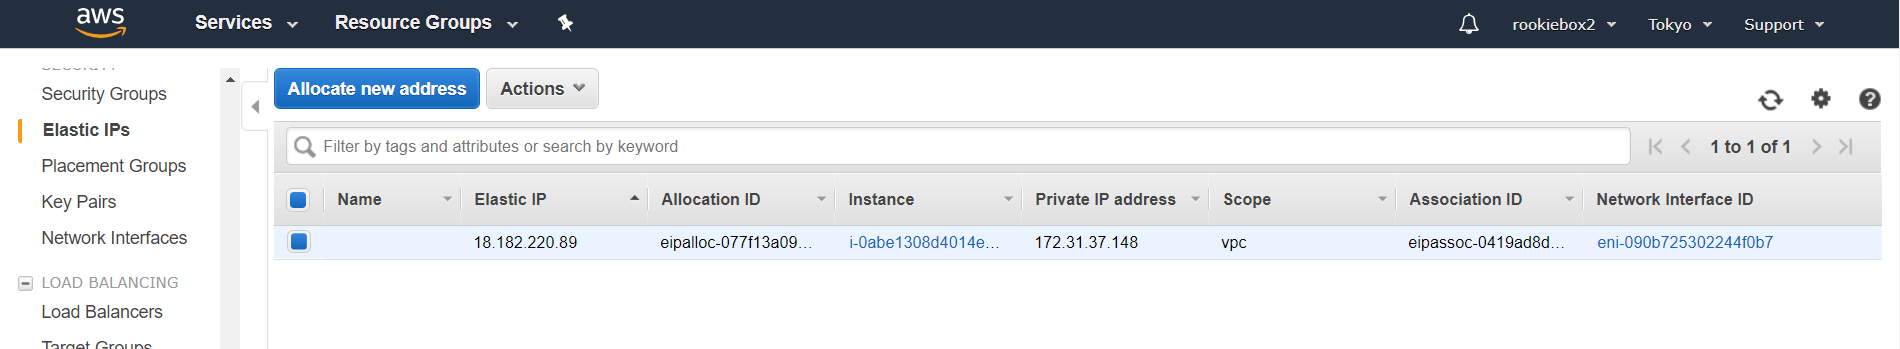 aws Services Resource Groups rookiebox2 Tokyo Support
SECURITY
Security Groups
Elastic IPs
Placement Groups
Key Pairs
Network Interfaces
LOAD BALANCING
Load Balancers
Target Groups
Allocate new address Actions
Filter by tags and attributes or search by keyword 1 to 1 of 1
Name Elastic IP Allocation ID Instance Private IP address Scope Association ID Network Interface ID
18.182.220.89 eipalloc-077f13a09... i-0abe1308d4014e... 172.31.37.148 vpc eipassoc-0419ad8d... eni-090b725302244f0b7